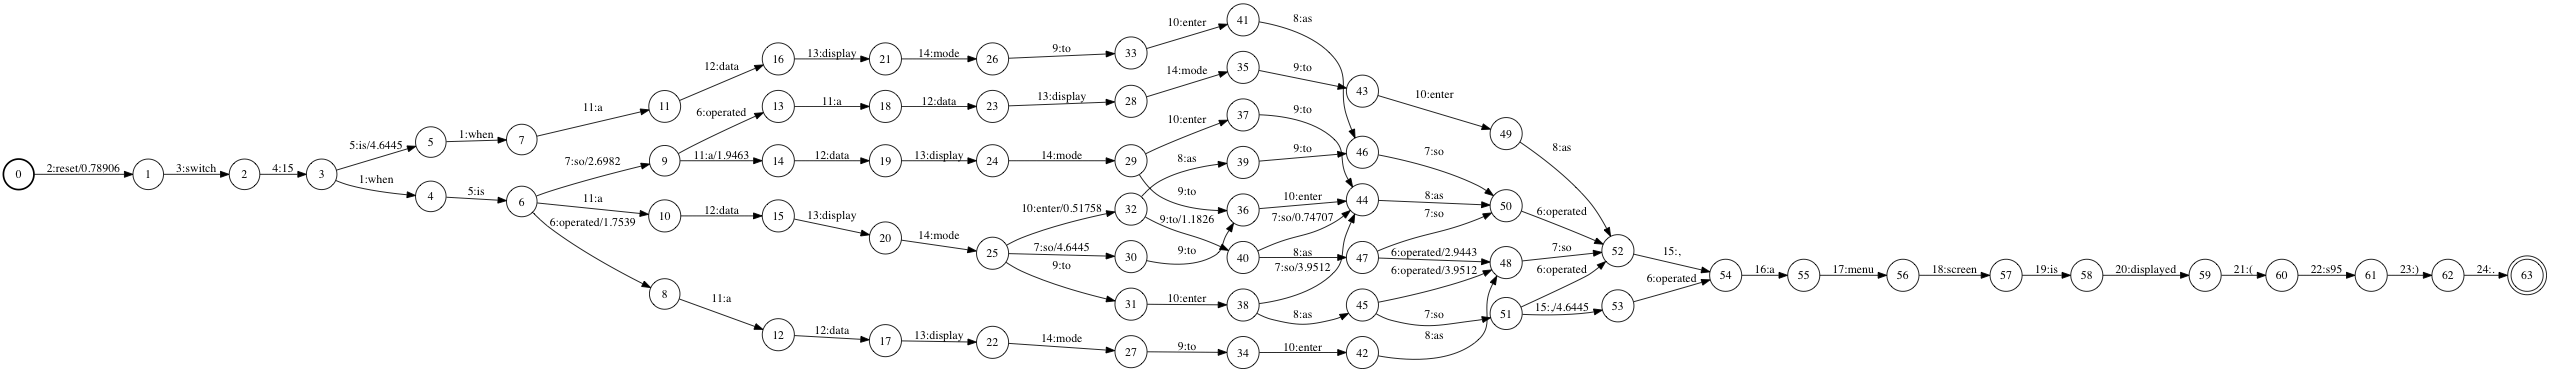 0 2:reset/0.78906 1 3:switch 2 4:15 3
5:is/4.6445 5 1:when 7 11:a 11 12:data 16 13:display 21 14:mode 26 9:to 33 10:enter 41 8:as
1:when 4 5:is 6
7:so/2.6982 9 6:operated 13 11:a 18 12:data 23 13:display 28 14:mode 35 9:to 43 10:enter 49 8:as
11:a/1.9463 14 12:data 19 13:display 24 14:mode 29 10:enter 37 9:to
9:to 36 10:enter 44 8:as 50 6:operated 52
11:a 10 12:data 15 13:display 20 14:mode 25
10:enter/0.51758 32 8:as 39 9:to 46 7:so
9:to/1.1826 40 7:so/0.74707
8:as 47 7:so
6:operated/2.9443 48 7:so
7:so/4.6445 30 9:to
9:to 31 10:enter 38 7:so/3.9512
8:as 45 6:operated/3.9512
7:so 51 6:operated
15:,/4.6445 53 6:operated
6:operated/1.7539 8 11:a 12 12:data 17 13:display 22 14:mode 27 9:to 34 10:enter 42 8:as
15:, 54 16:a 55 17:menu 56 18:screen 57 19:is 58 20:displayed 59 21:( 60 22:s95 61 23:) 62 24:. 63